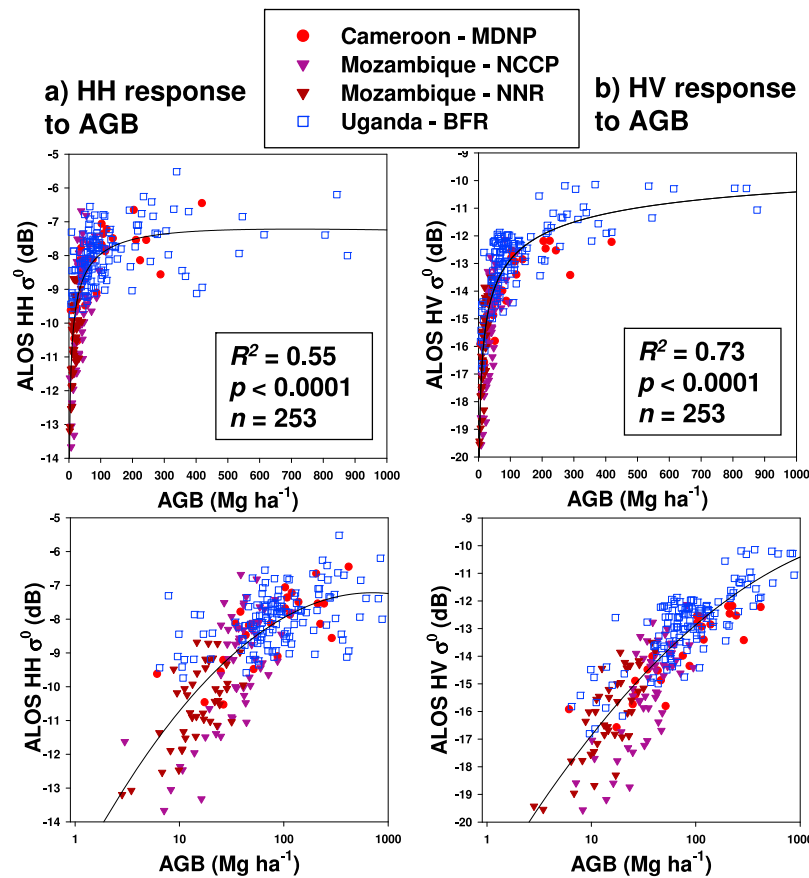 Cameroon - MDNP
Mozambique - NCCP
Mozambique - NNR
Uganda - BFR
a) HH response
to AGB
b) HV response
to AGB
-5
-6
-7
-8
-9
-10
-11
-12
-13
-14
ALOS HH σ⁰ (dB)
R² = 0.55
p < 0.0001
n = 253
0 100 200 300 400 500 600 700 800 900 1000
AGB (Mg ha⁻¹)
-9
-10
-11
-12
-13
-14
-15
-16
-17
-18
-19
-20
ALOS HV σ⁰ (dB)
R² = 0.73
p < 0.0001
n = 253
0 100 200 300 400 500 600 700 800 900 1000
AGB (Mg ha⁻¹)
-5
-6
-7
-8
-9
-10
-11
-12
-13
-14
ALOS HH σ⁰ (dB)
1 10 100 1000
AGB (Mg ha⁻¹)
-9
-10
-11
-12
-13
-14
-15
-16
-17
-18
-19
-20
ALOS HV σ⁰ (dB)
1 10 100 1000
AGB (Mg ha⁻¹)